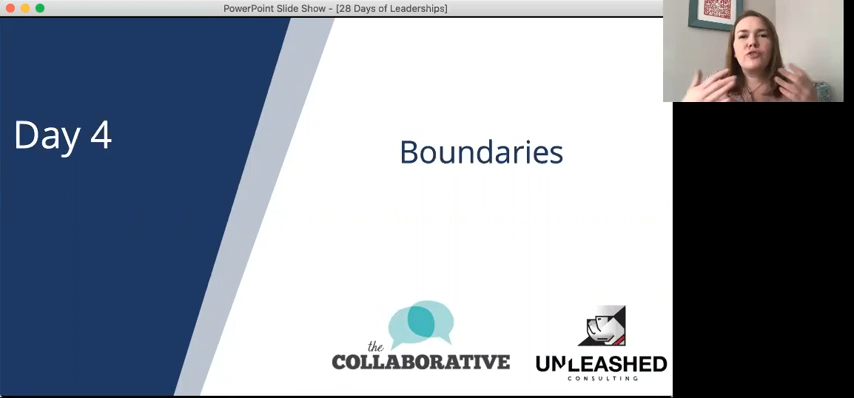 PowerPoint Slide Show - [28 Days of Leaderships]
Day 4
Boundaries
the
COLLABORATIVE
UNLEASHED
CONSULTING